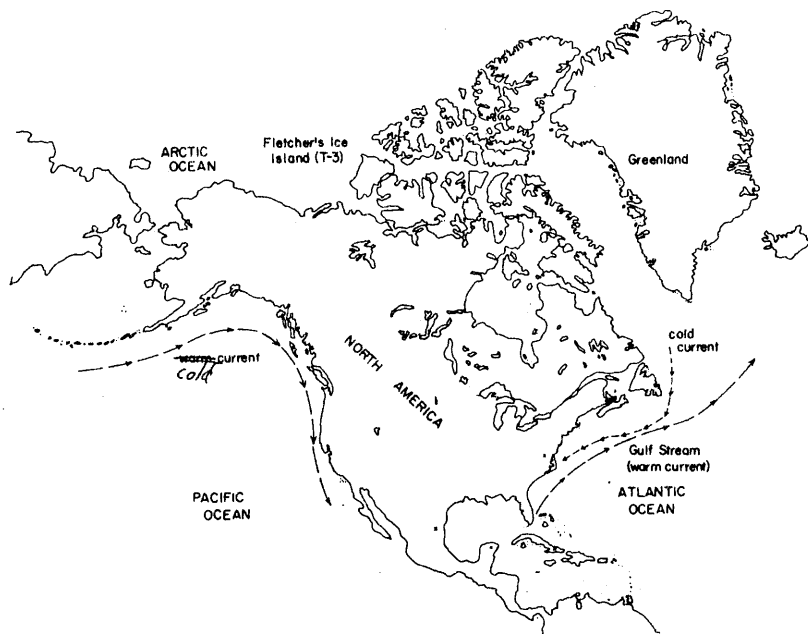 ARCTIC
OCEAN
Fletcher's Ice
Island (T-3)
Greenland
cold
current
warm current
Cold
NORTH AMERICA
Gulf Stream
(warm current)
PACIFIC
OCEAN
ATLANTIC
OCEAN